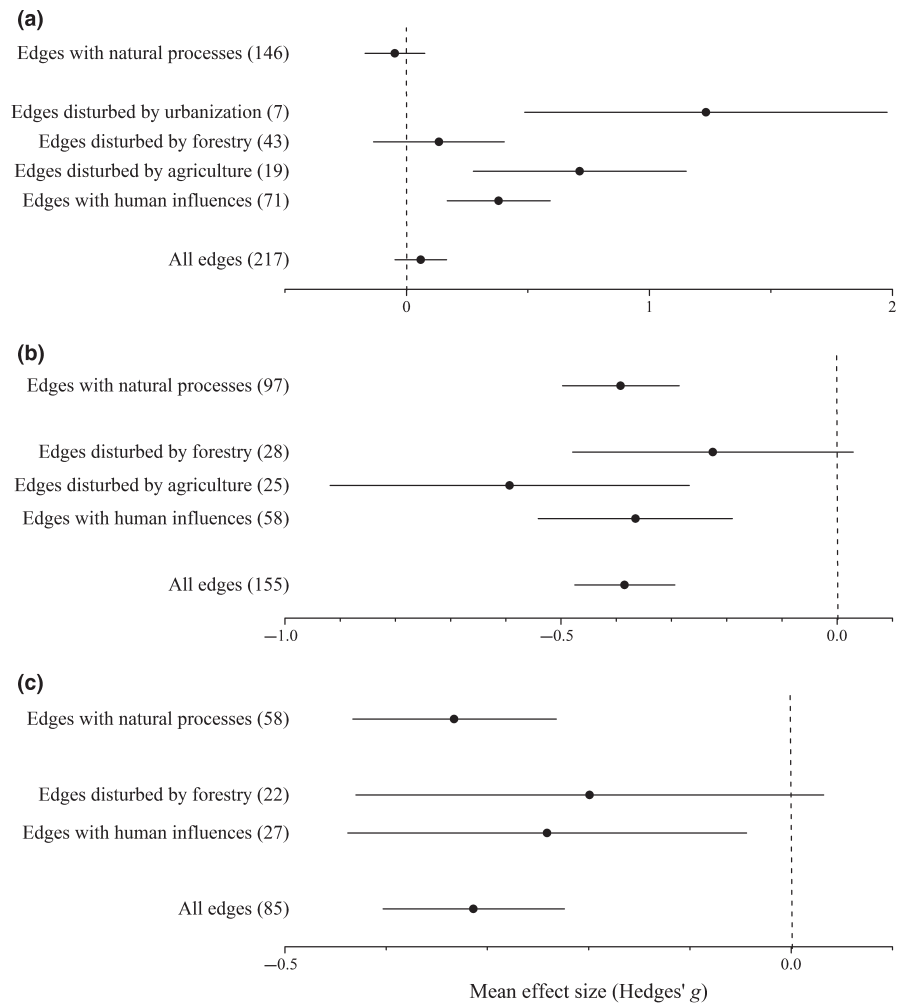 (a)
Edges with natural processes (146)
Edges disturbed by urbanization (7)
Edges disturbed by forestry (43)
Edges disturbed by agriculture (19)
Edges with human influences (71)
All edges (217)
0 1 2
(b)
Edges with natural processes (97)
Edges disturbed by forestry (28)
Edges disturbed by agriculture (25)
Edges with human influences (58)
All edges (155)
–1.0 –0.5 0.0
(c)
Edges with natural processes (58)
Edges disturbed by forestry (22)
Edges with human influences (27)
All edges (85)
–0.5 0.0
Mean effect size (Hedges' g)